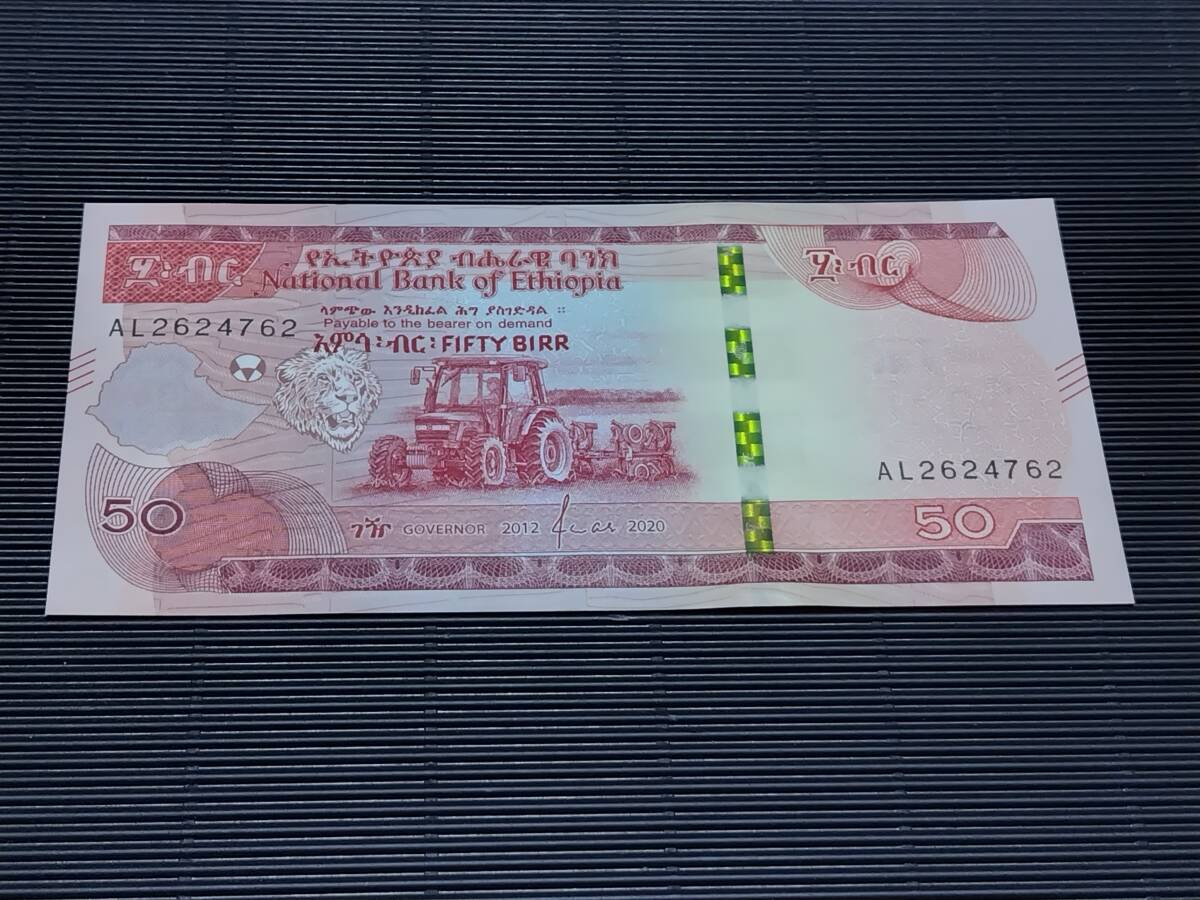 ፶፡ብር
የኢትዮጵያ ብሔራዊ ባንክ
National Bank of Ethiopia
፶፡ብር
ለአምጭው እንዲከፈል ሕግ ያስገድዳል ።
Payable to the bearer on demand
AL2624762
አምሳ፡ብር፡FIFTY BIRR
AL2624762
50
ገዥ GOVERNOR 2012 2020
50